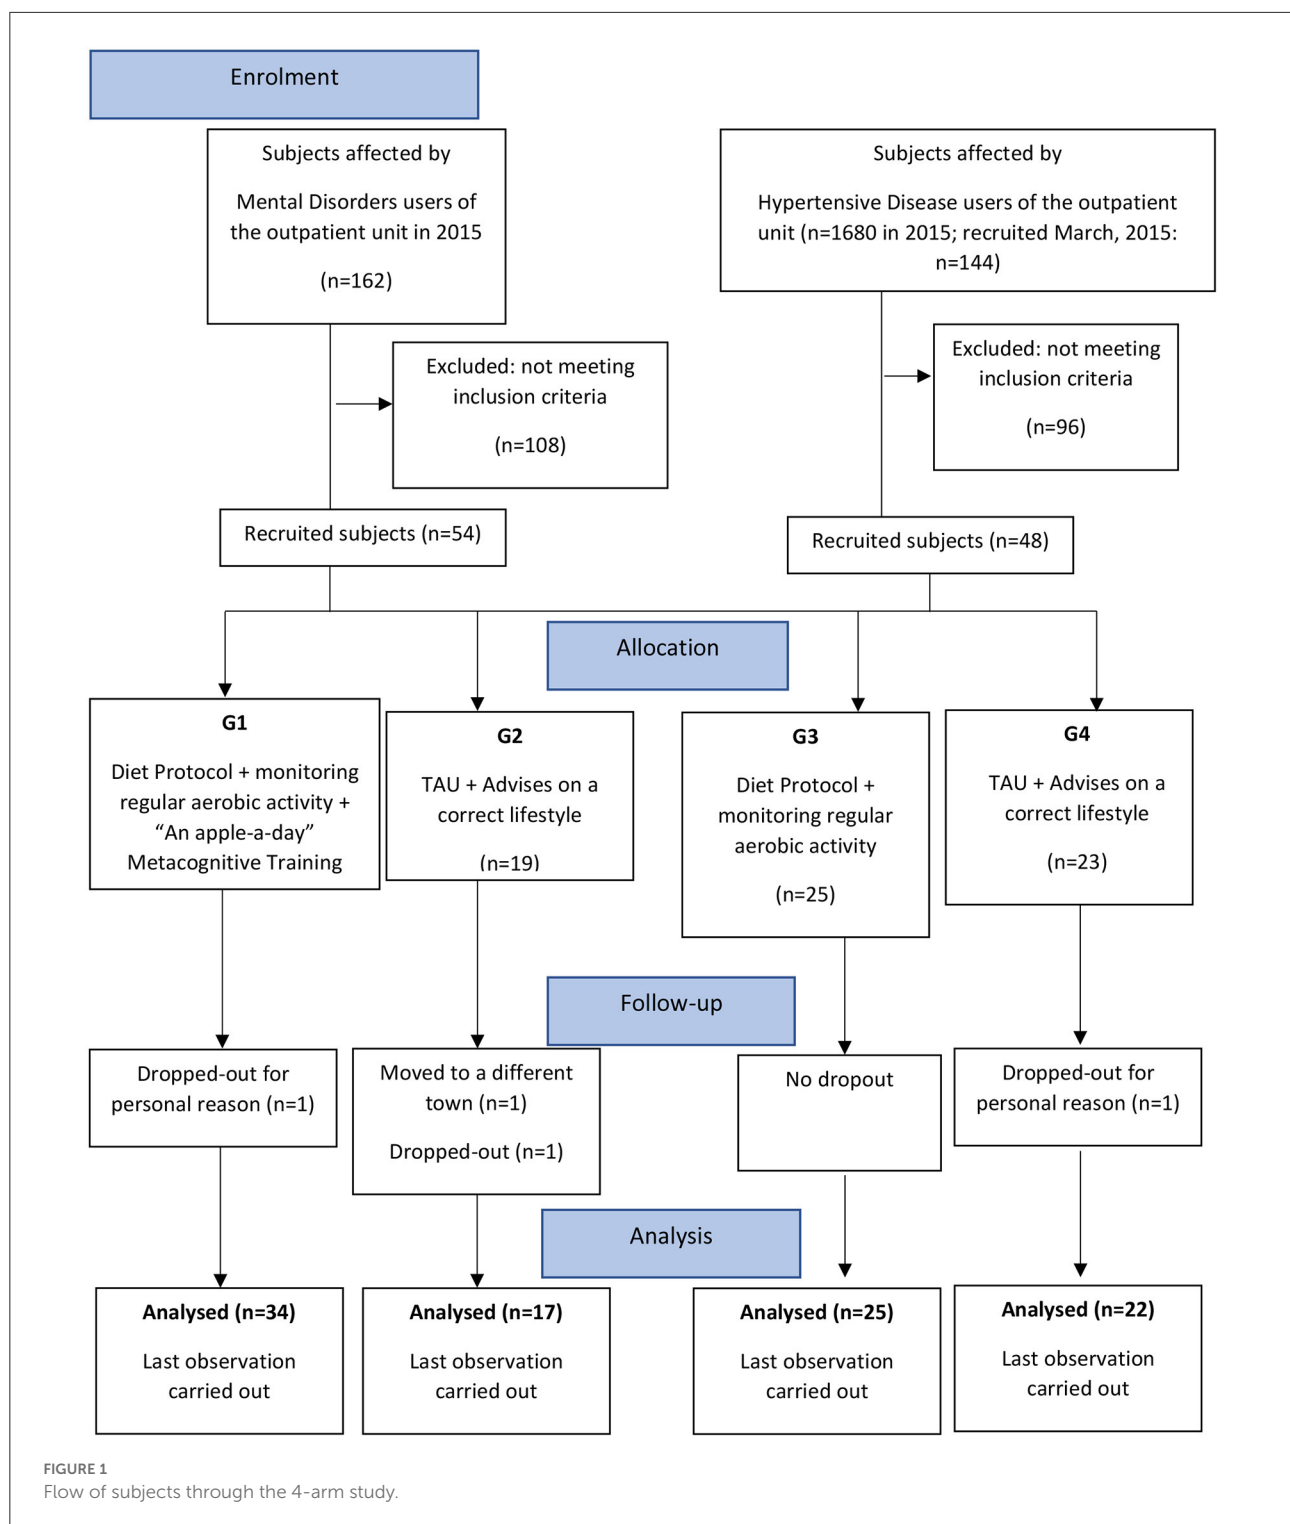 Enrolment
Subjects affected by
Mental Disorders users of
the outpatient unit in 2015
(n=162)
Subjects affected by
Hypertensive Disease users of the outpatient
unit (n=1680 in 2015; recruited March, 2015:
n=144)
Excluded: not meeting
inclusion criteria
(n=108)
Excluded: not meeting
inclusion criteria
(n=96)
Recruited subjects (n=54)
Recruited subjects (n=48)
Allocation
G1
Diet Protocol + monitoring
regular aerobic activity +
“An apple-a-day”
Metacognitive Training
G2
TAU + Advises on a
correct lifestyle
(n=19)
G3
Diet Protocol +
monitoring regular
aerobic activity
(n=25)
G4
TAU + Advises on a
correct lifestyle
(n=23)
Follow-up
Dropped-out for
personal reason (n=1)
Moved to a different
town (n=1)
Dropped-out (n=1)
No dropout
Dropped-out for
personal reason (n=1)
Analysis
Analysed (n=34)
Last observation
carried out
Analysed (n=17)
Last observation
carried out
Analysed (n=25)
Last observation
carried out
Analysed (n=22)
Last observation
carried out
FIGURE 1
Flow of subjects through the 4-arm study.